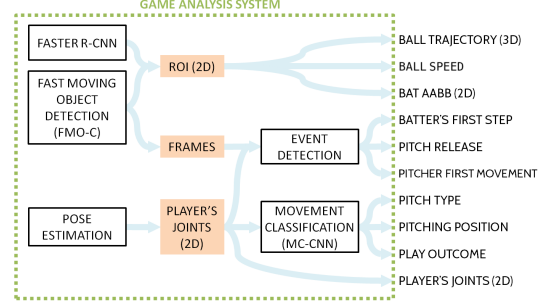 GAME ANALYSIS SYSTEM
FASTER R-CNN
FAST MOVING
OBJECT
DETECTION
(FMO-C)
POSE
ESTIMATION
ROI (2D)
FRAMES
PLAYER'S
JOINTS
(2D)
EVENT
DETECTION
MOVEMENT
CLASSIFICATION
(MC-CNN)
BALL TRAJECTORY (3D)
BALL SPEED
BAT AABB (2D)
BATTER'S FIRST STEP
PITCH RELEASE
PITCHER FIRST MOVEMENT
PITCH TYPE
PITCHING POSITION
PLAY OUTCOME
PLAYER'S JOINTS (2D)